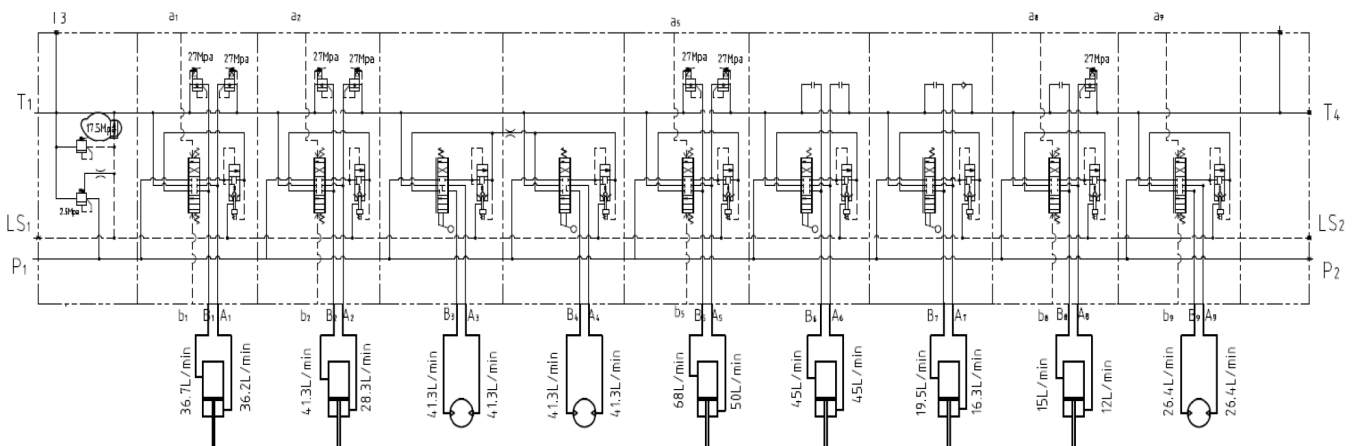 T3 a₁ a₂ a₅ a₈ a₉
27Mpa 27Mpa 27Mpa 27Mpa 27Mpa 27Mpa 27Mpa
T₁ T₄
17.5Mpa
2.5Mpa
LS₁ LS₂
P₁ P₂
b₁ B₁ A₁ b₂ B₂ A₂ B₃ A₃ B₄ A₄ b₅ B₅ A₅ B₆ A₆ B₇ A₇ b₈ B₈ A₈ b₉ B₉ A₉
36.7L/min 36.2L/min 41.3L/min 28.3L/min 41.3L/min 41.3L/min 41.3L/min 41.3L/min 68L/min 50L/min 45L/min 45L/min 19.5L/min 16.3L/min 15L/min 12L/min 26.4L/min 26.4L/min